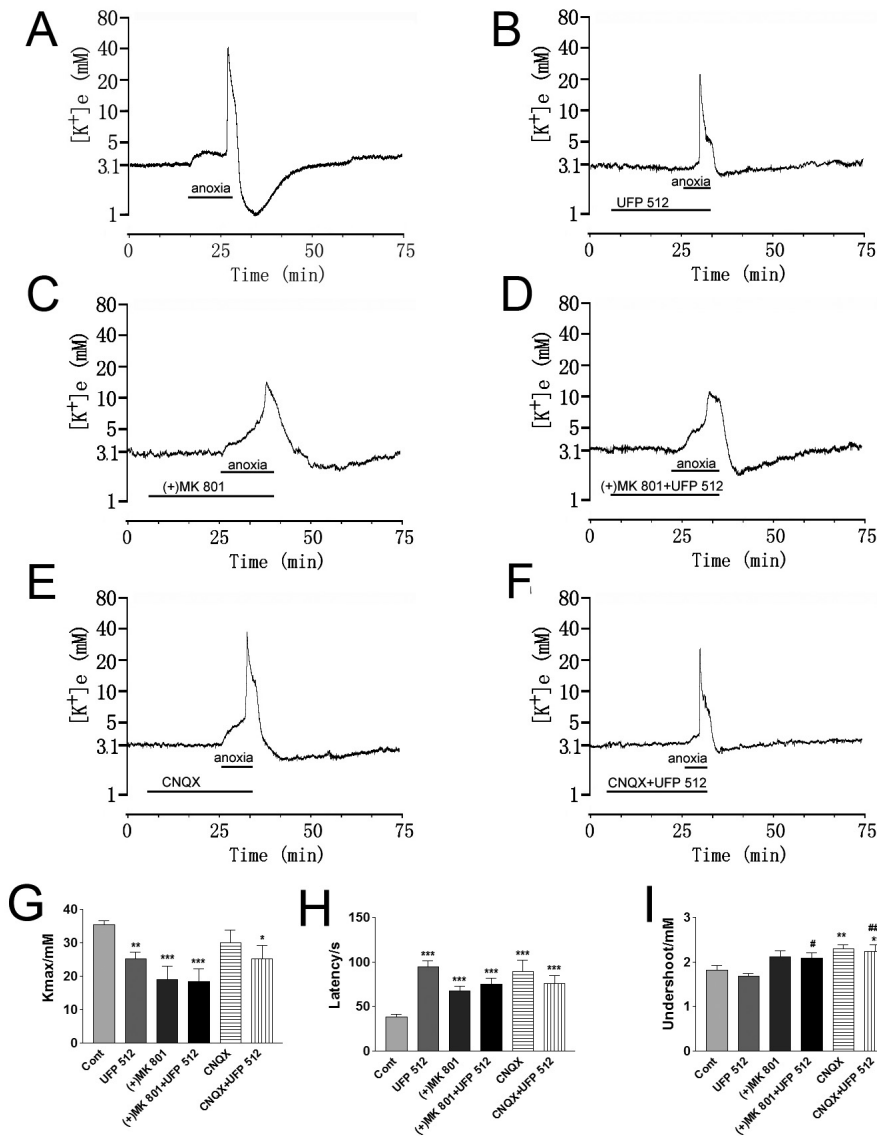 A
[K+]e (mM)
80
40
20
10
5
3.1
1
anoxia
0
25
50
75
Time (min)
B
[K+]e (mM)
80
40
20
10
5
3.1
1
anoxia
UFP 512
0
25
50
75
Time (min)
C
[K+]e (mM)
80
40
20
10
5
3.1
1
anoxia
(+)MK 801
0
25
50
75
Time (min)
D
[K+]e (mM)
80
40
20
10
5
3.1
1
anoxia
(+)MK 801+UFP 512
0
25
50
75
Time (min)
E
[K+]e (mM)
80
40
20
10
5
3.1
1
anoxia
CNQX
0
25
50
75
Time (min)
F
[K+]e (mM)
80
40
20
10
5
3.1
1
anoxia
CNQX+UFP 512
0
25
50
75
Time (min)
G
Kmax/mM
40
30
20
10
0
**
***
***
*
Cont
UFP 512
(+)MK 801
(+)MK 801+UFP 512
CNQX
CNQX+UFP 512
H
Latency/s
150
100
50
0
***
***
***
***
***
Cont
UFP 512
(+)MK 801
(+)MK 801+UFP 512
CNQX
CNQX+UFP 512
I
Undershoot/mM
3
2
1
0
#
**
##
Cont
UFP 512
(+)MK 801
(+)MK 801+UFP 512
CNQX
CNQX+UFP 512